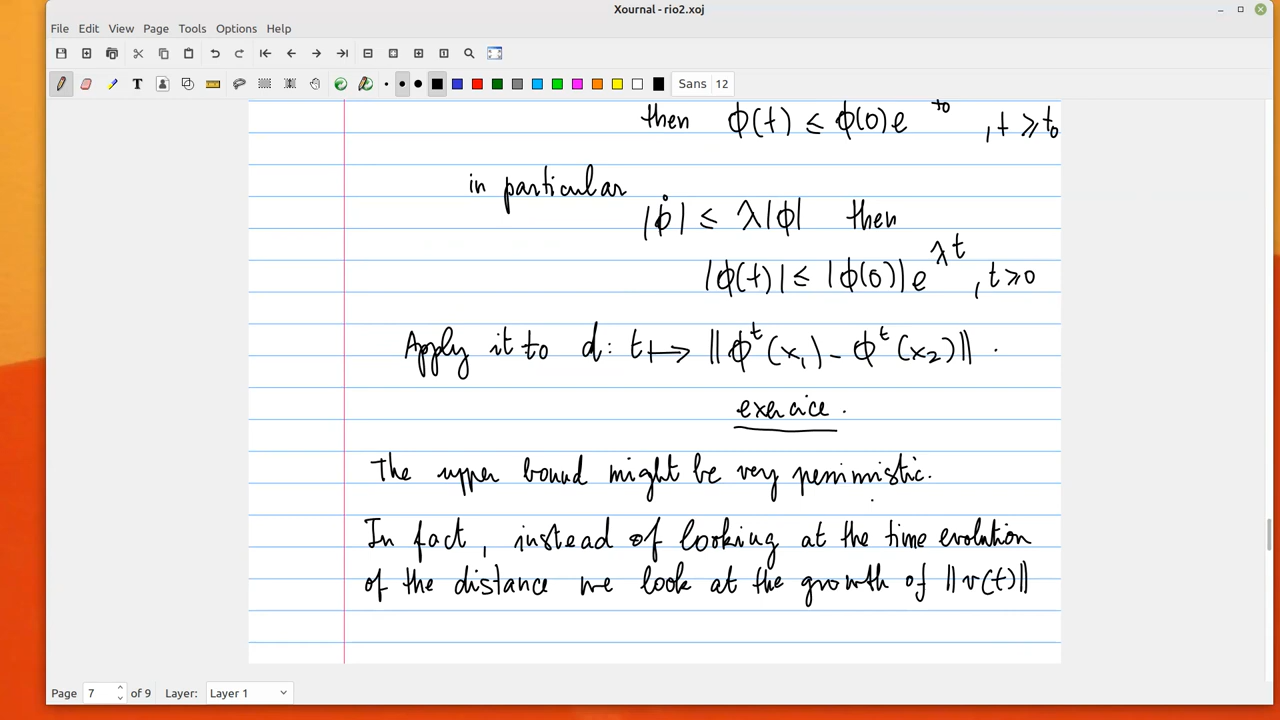 Xournal - rio2.xoj
File Edit View Page Tools Options Help
Sans 12
then ϕ(t) ≤ ϕ(0)e^{t₀} , t ⩾ t₀
in particular
|ϕ̇| ≤ λ|ϕ| then
|ϕ(t)| ≤ |ϕ(0)| e^{λt} , t ⩾ 0
Apply it to d: t ↦ ‖ϕᵗ(x₁) - ϕᵗ(x₂)‖ .
exercice .
The upper bound might be very pessimistic.
In fact, instead of looking at the time evolution
of the distance we look at the growth of ‖v(t)‖
Page 7 of 9 Layer: Layer 1